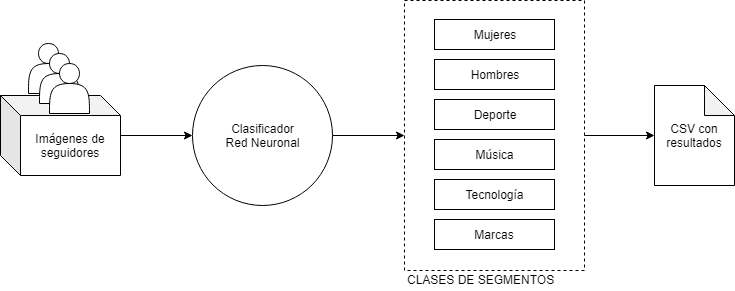 Imágenes de
seguidores
Clasificador
Red Neuronal
Mujeres
Hombres
Deporte
Música
Tecnología
Marcas
CLASES DE SEGMENTOS
CSV con
resultados